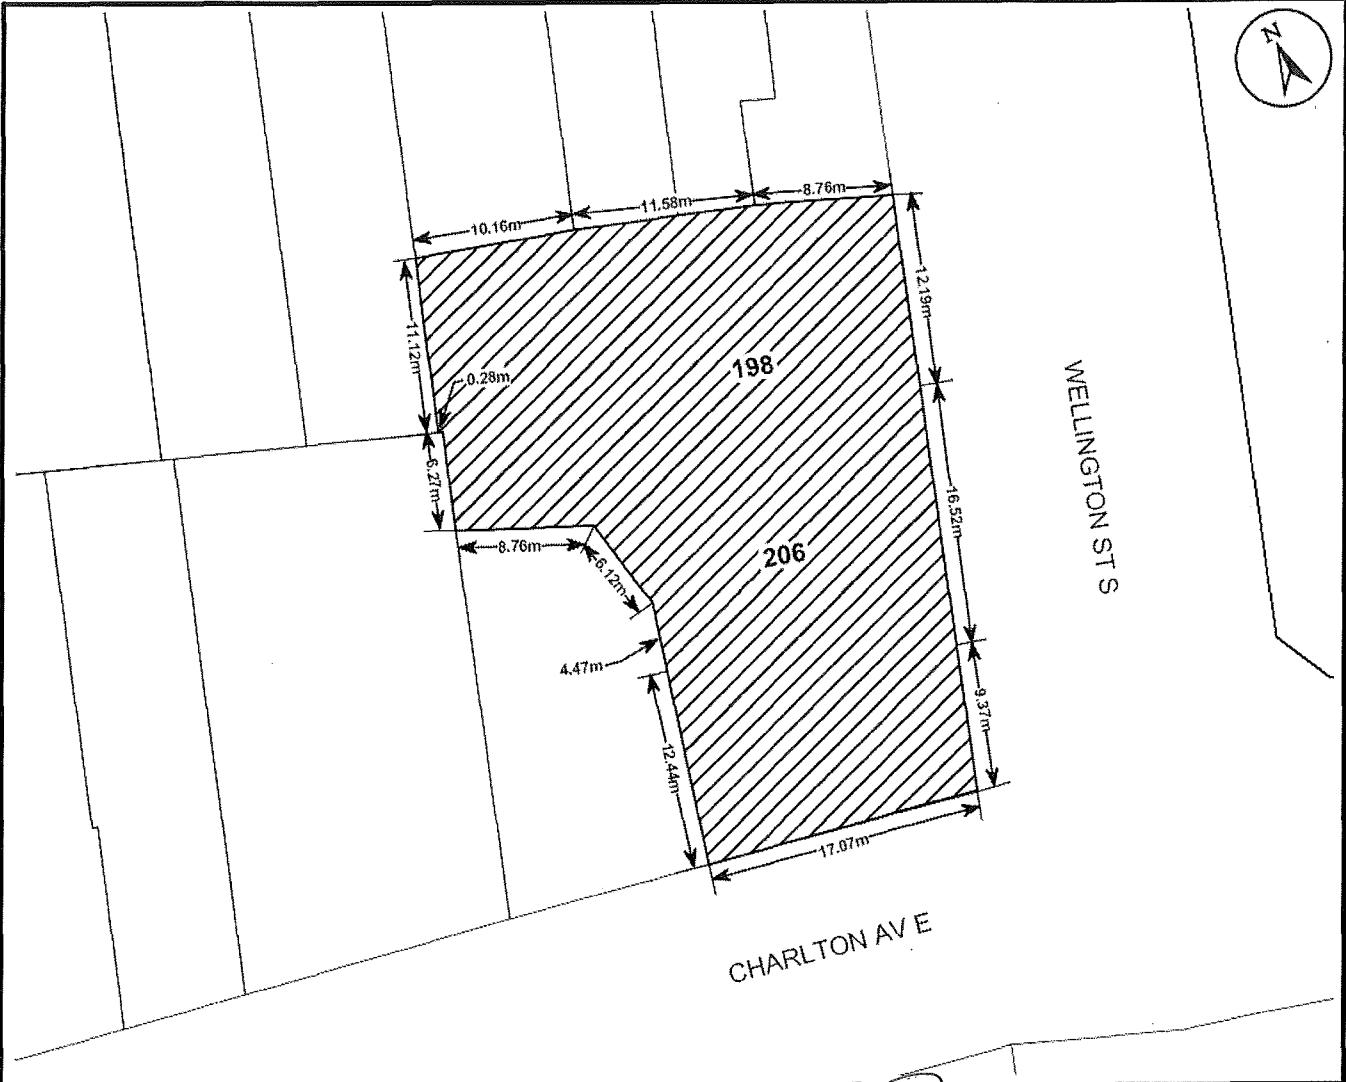 N
10.16m
11.58m
8.76m
12.19m
11.12m
0.28m
198
6.27m
16.52m
WELLINGTON ST S
8.76m
6.12m
206
4.47m
9.37m
12.44m
17.07m
CHARLTON AV E